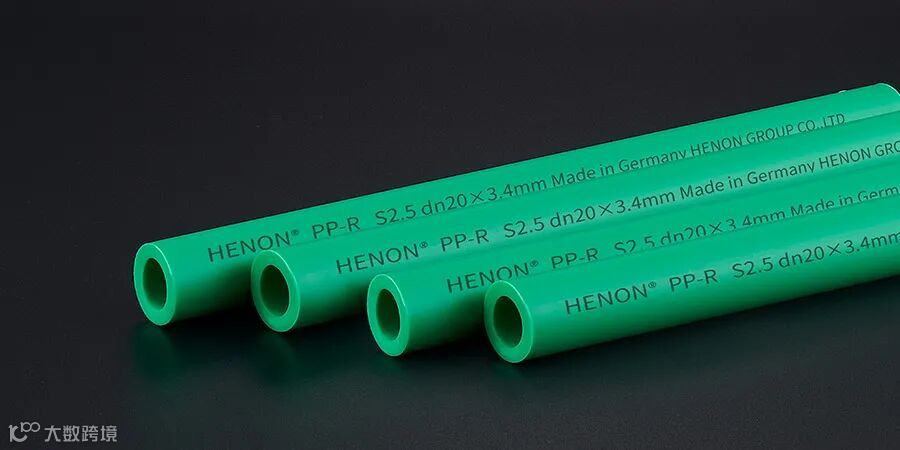 HENON® PP-R S2.5 dn20×3.4mm Made in Germany HENON GROUP CO.,LTD
HENON® PP-R S2.5 dn20×3.4mm Made in Germany HENON GRO
HENON® PP-R S2.5 dn20×3.4mm Made in Germany
HENON® PP-R S2.5 dn20×3.4mm
大数跨境